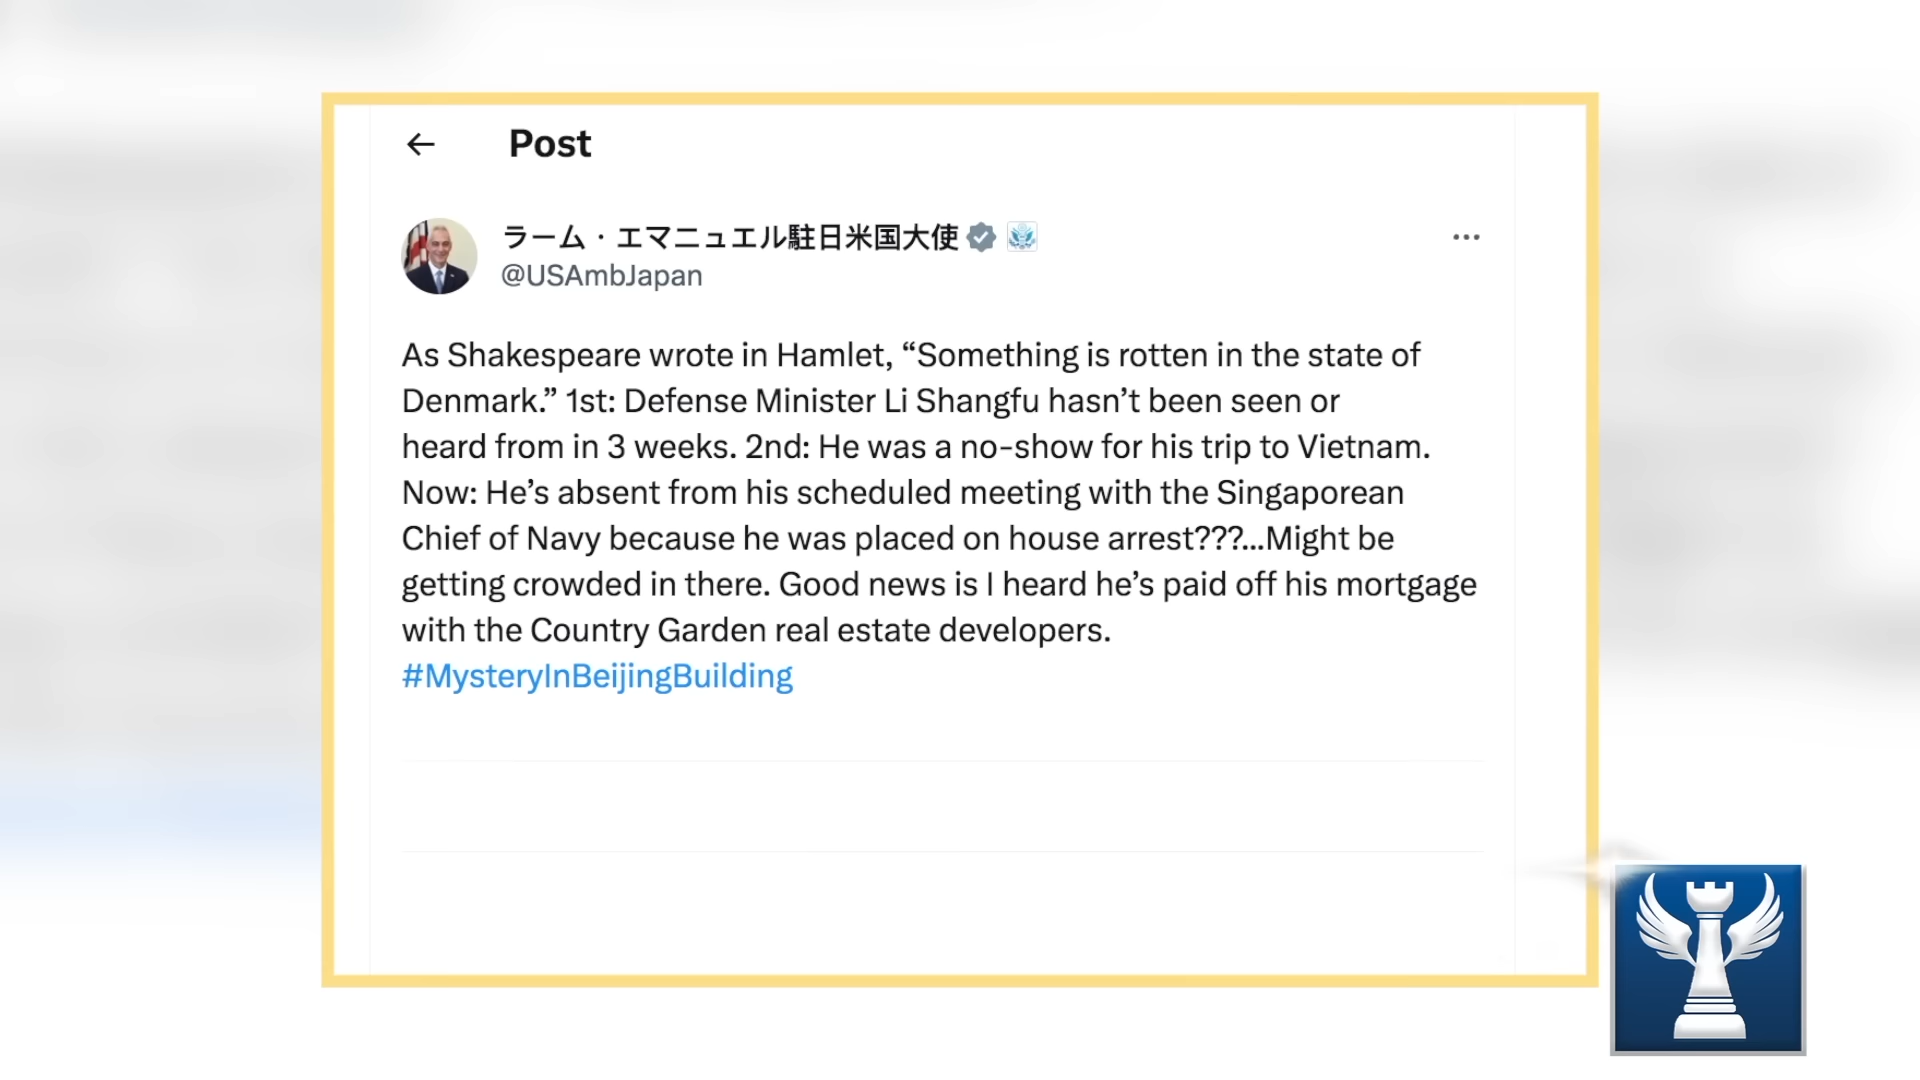 Post
ラーム・エマニュエル駐日米国大使
@USAmbJapan
As Shakespeare wrote in Hamlet, “Something is rotten in the state of
Denmark.” 1st: Defense Minister Li Shangfu hasn’t been seen or
heard from in 3 weeks. 2nd: He was a no-show for his trip to Vietnam.
Now: He’s absent from his scheduled meeting with the Singaporean
Chief of Navy because he was placed on house arrest???...Might be
getting crowded in there. Good news is I heard he’s paid off his mortgage
with the Country Garden real estate developers.
#MysteryInBeijingBuilding